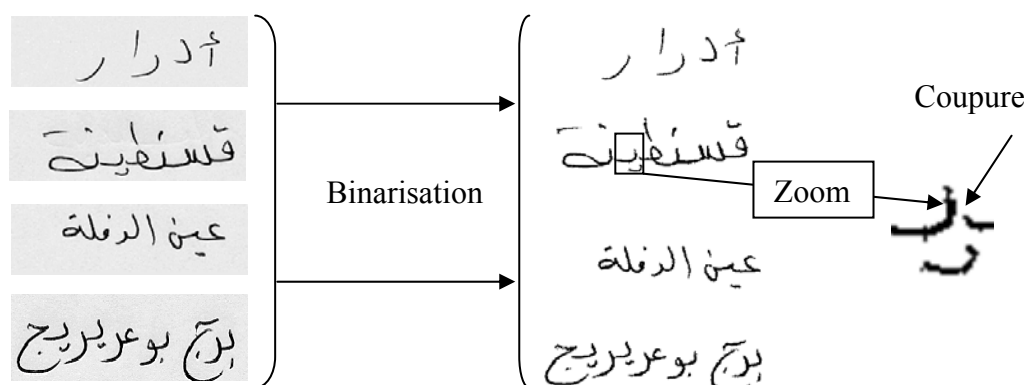 أدرار
قسنطينة
عين الدفلة
برج بوعريريج
Binarisation
أدرار
قسنطينة
عين الدفلة
برج بوعريريج
Zoom
Coupure